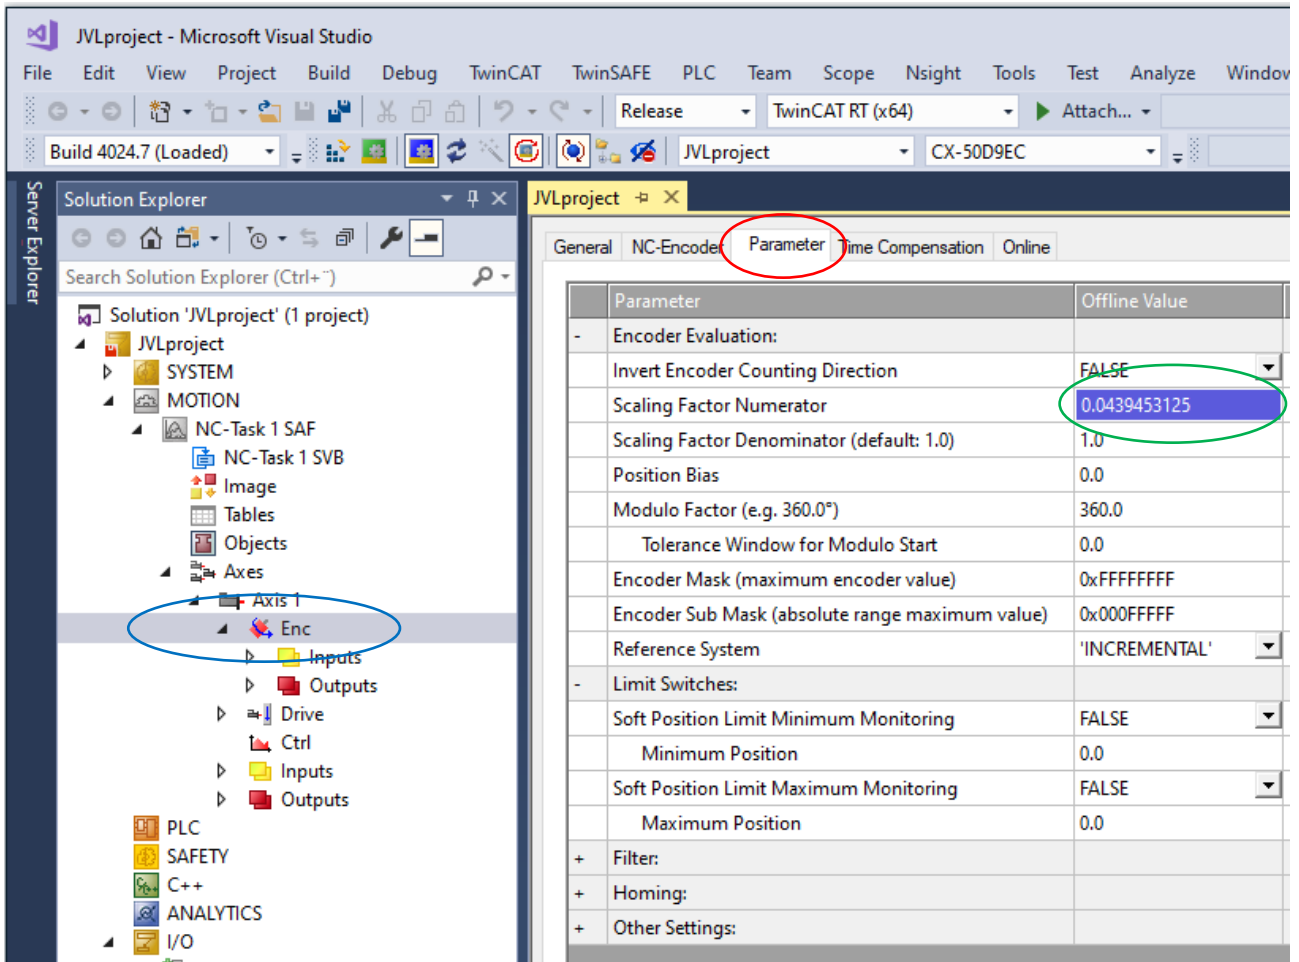 JVLproject - Microsoft Visual Studio
File Edit View Project Build Debug TwinCAT TwinSAFE PLC Team Scope Nsight Tools Test Analyze Window
Release TwinCAT RT (x64) Attach...
Build 4024.7 (Loaded) JVLproject CX-50D9EC
Server Explorer
Solution Explorer
Search Solution Explorer (Ctrl+¨)
Solution 'JVLproject' (1 project)
JVLproject
SYSTEM
MOTION
NC-Task 1 SAF
NC-Task 1 SVB
Image
Tables
Objects
Axes
Axis 1
Enc
Inputs
Outputs
Drive
Ctrl
Inputs
Outputs
PLC
SAFETY
C++
ANALYTICS
I/O
JVLproject
General NC-Encoder Parameter Time Compensation Online
Parameter Offline Value
- Encoder Evaluation:
Invert Encoder Counting Direction FALSE
Scaling Factor Numerator 0.0439453125
Scaling Factor Denominator (default: 1.0) 1.0
Position Bias 0.0
Modulo Factor (e.g. 360.0°) 360.0
Tolerance Window for Modulo Start 0.0
Encoder Mask (maximum encoder value) 0xFFFFFFFF
Encoder Sub Mask (absolute range maximum value) 0x000FFFFF
Reference System 'INCREMENTAL'
- Limit Switches:
Soft Position Limit Minimum Monitoring FALSE
Minimum Position 0.0
Soft Position Limit Maximum Monitoring FALSE
Maximum Position 0.0
+ Filter:
+ Homing:
+ Other Settings: